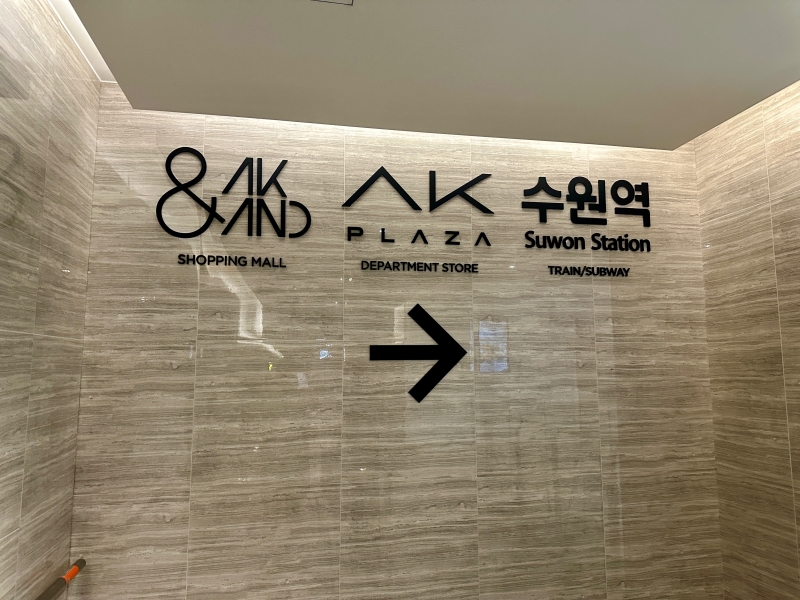 & AK
AND
SHOPPING MALL
AK
PLAZA
DEPARTMENT STORE
수원역
Suwon Station
TRAIN/SUBWAY